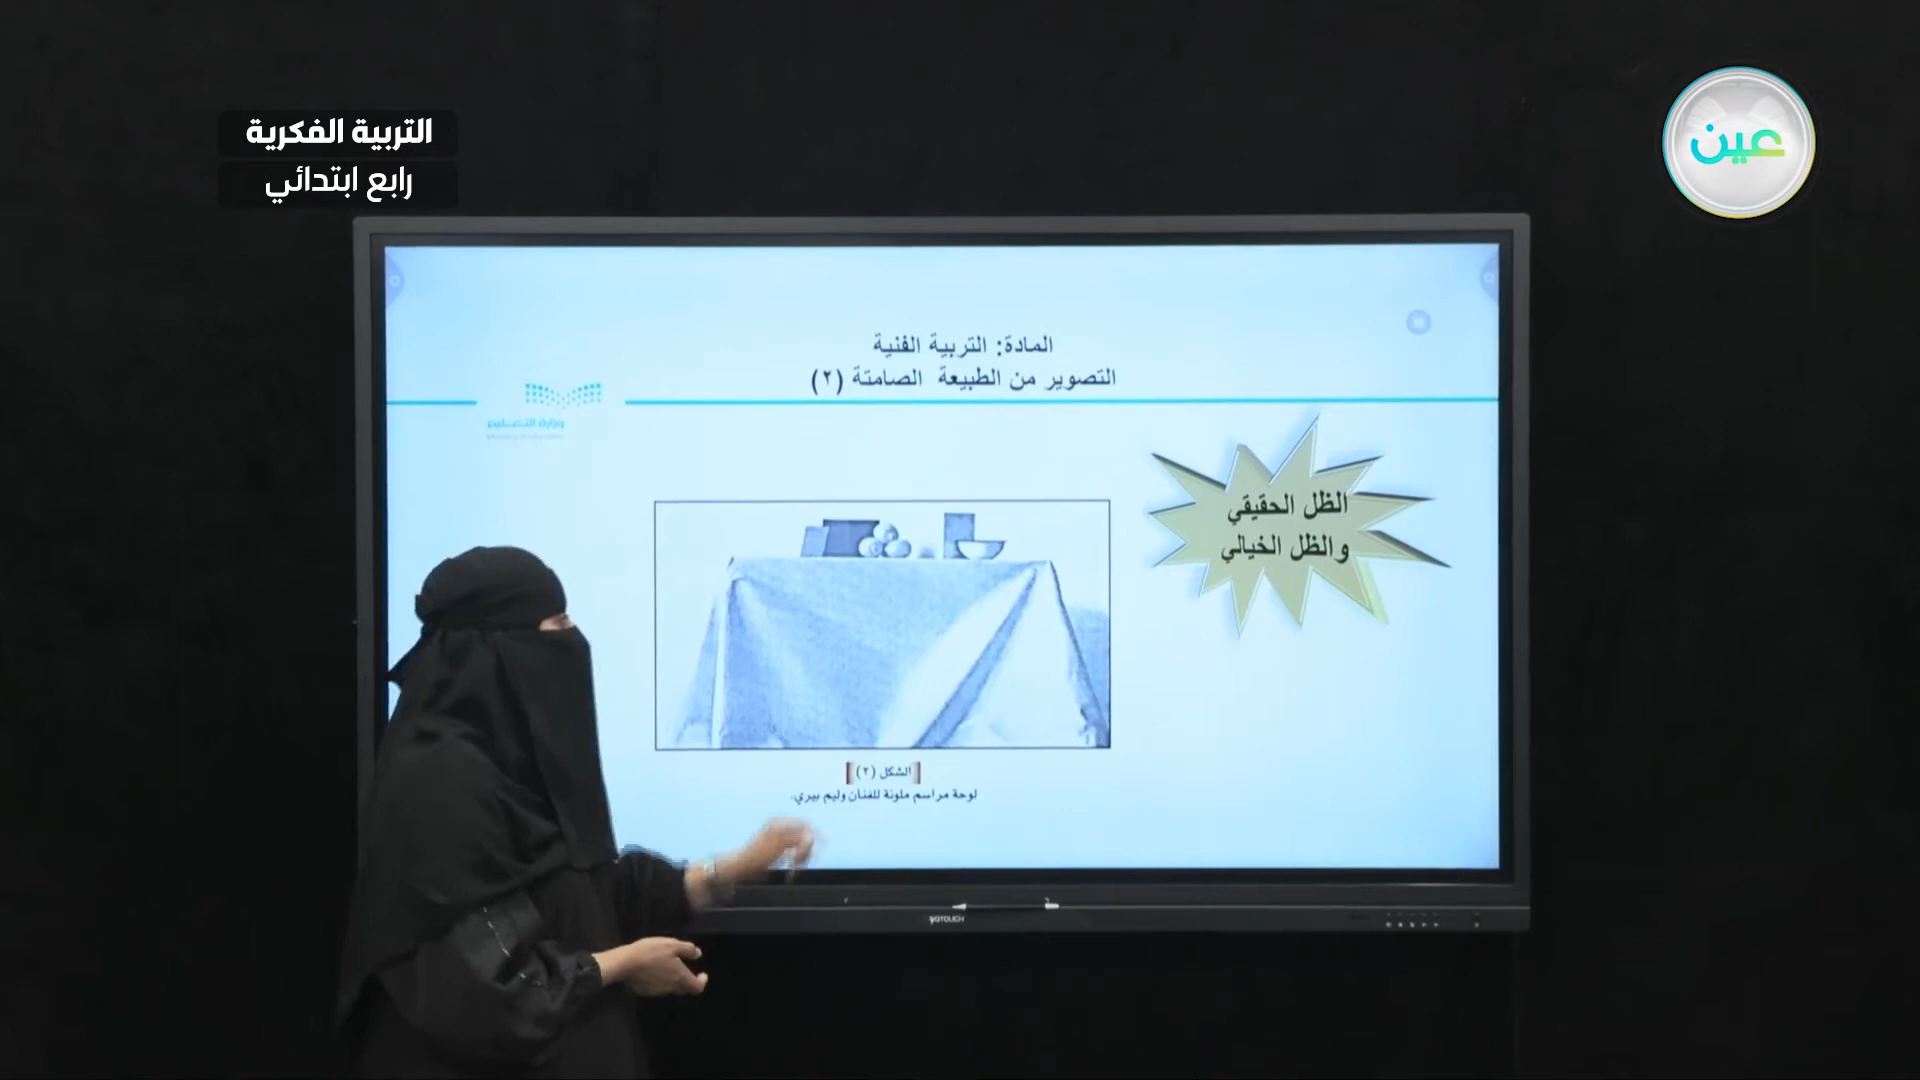 التربية الفكرية
رابع ابتدائي
عين
المادة: التربية الفنية
التصوير من الطبيعة الصامتة (٢)
وزارة التعليم
الظل الحقيقي
والظل الخيالي
الشكل (٢)
لوحة مراسم ملونة للفنان وليم بيري.